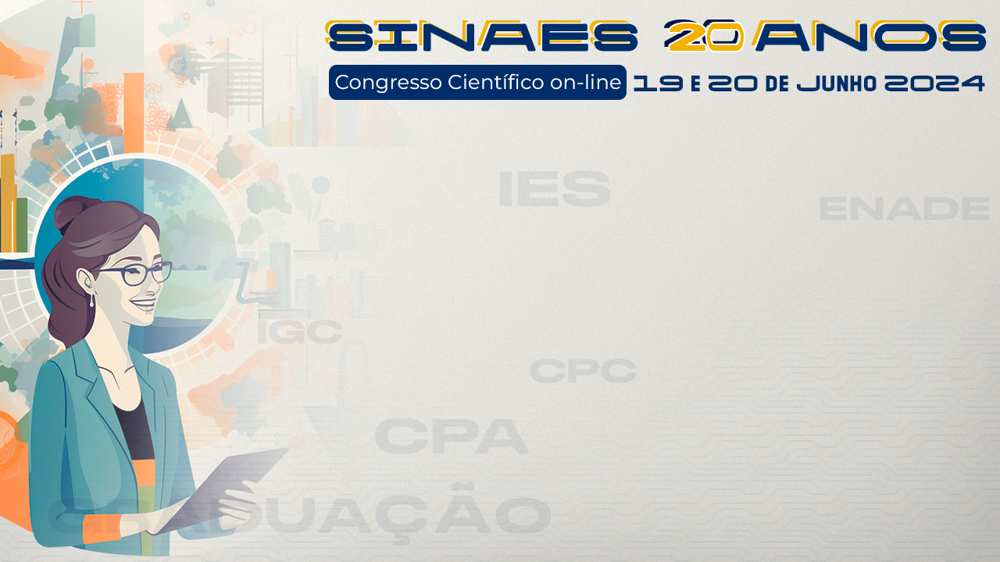 SINAES 20 ANOS
Congresso Científico on-line 19 E 20 DE JUNHO 2024
IES
ENADE
IGC
CPC
CPA
GRADUAÇÃO